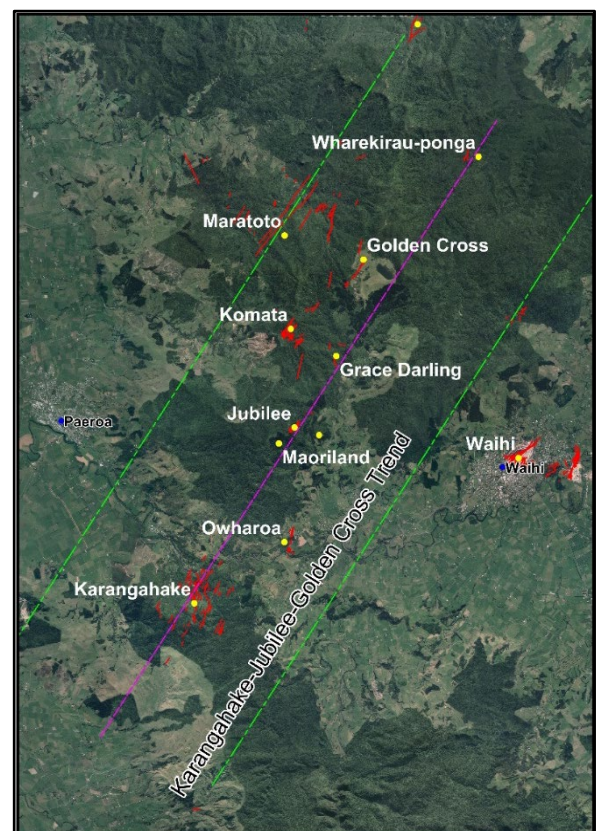 Wharekirau-ponga
Maratoto
Golden Cross
Komata
Grace Darling
Jubilee
Paeroa
Maoriland
Waihi
Waihi
Owharoa
Karangahake
Karangahake-Jubilee-Golden Cross Trend